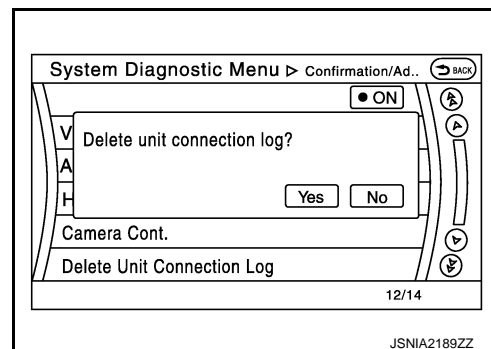 System Diagnostic Menu ▷ Confirmation/Ad.. BACK
● ON
V
Delete unit connection log?
A
H
Yes No
Camera Cont.
Delete Unit Connection Log
12/14
JSNIA2189ZZ